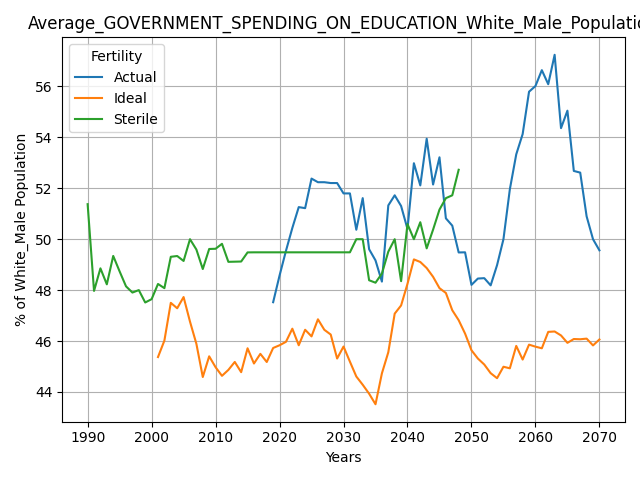 Average_GOVERNMENT_SPENDING_ON_EDUCATION_White_Male_Populatio
Fertility
Actual
Ideal
Sterile
56
54
52
50
48
46
44
% of White_Male Population
1990 2000 2010 2020 2030 2040 2050 2060 2070
Years